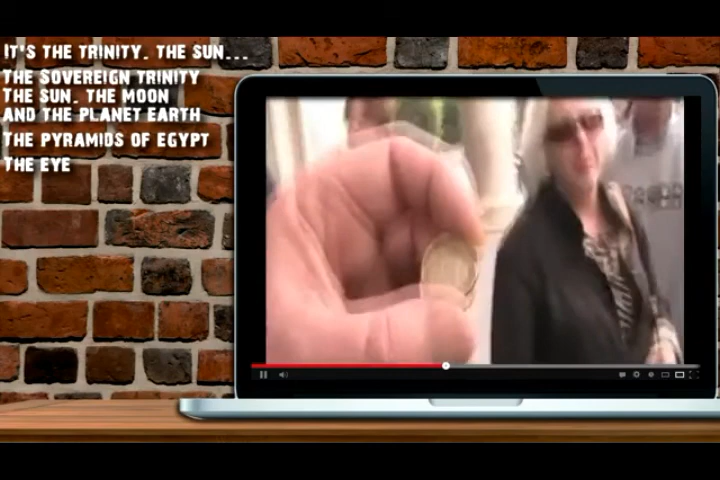 IT'S THE TRINITY. THE SUN...
THE SOVEREIGN TRINITY
THE SUN. THE MOON
AND THE PLANET EARTH
THE PYRAMIDS OF EGYPT
THE EYE